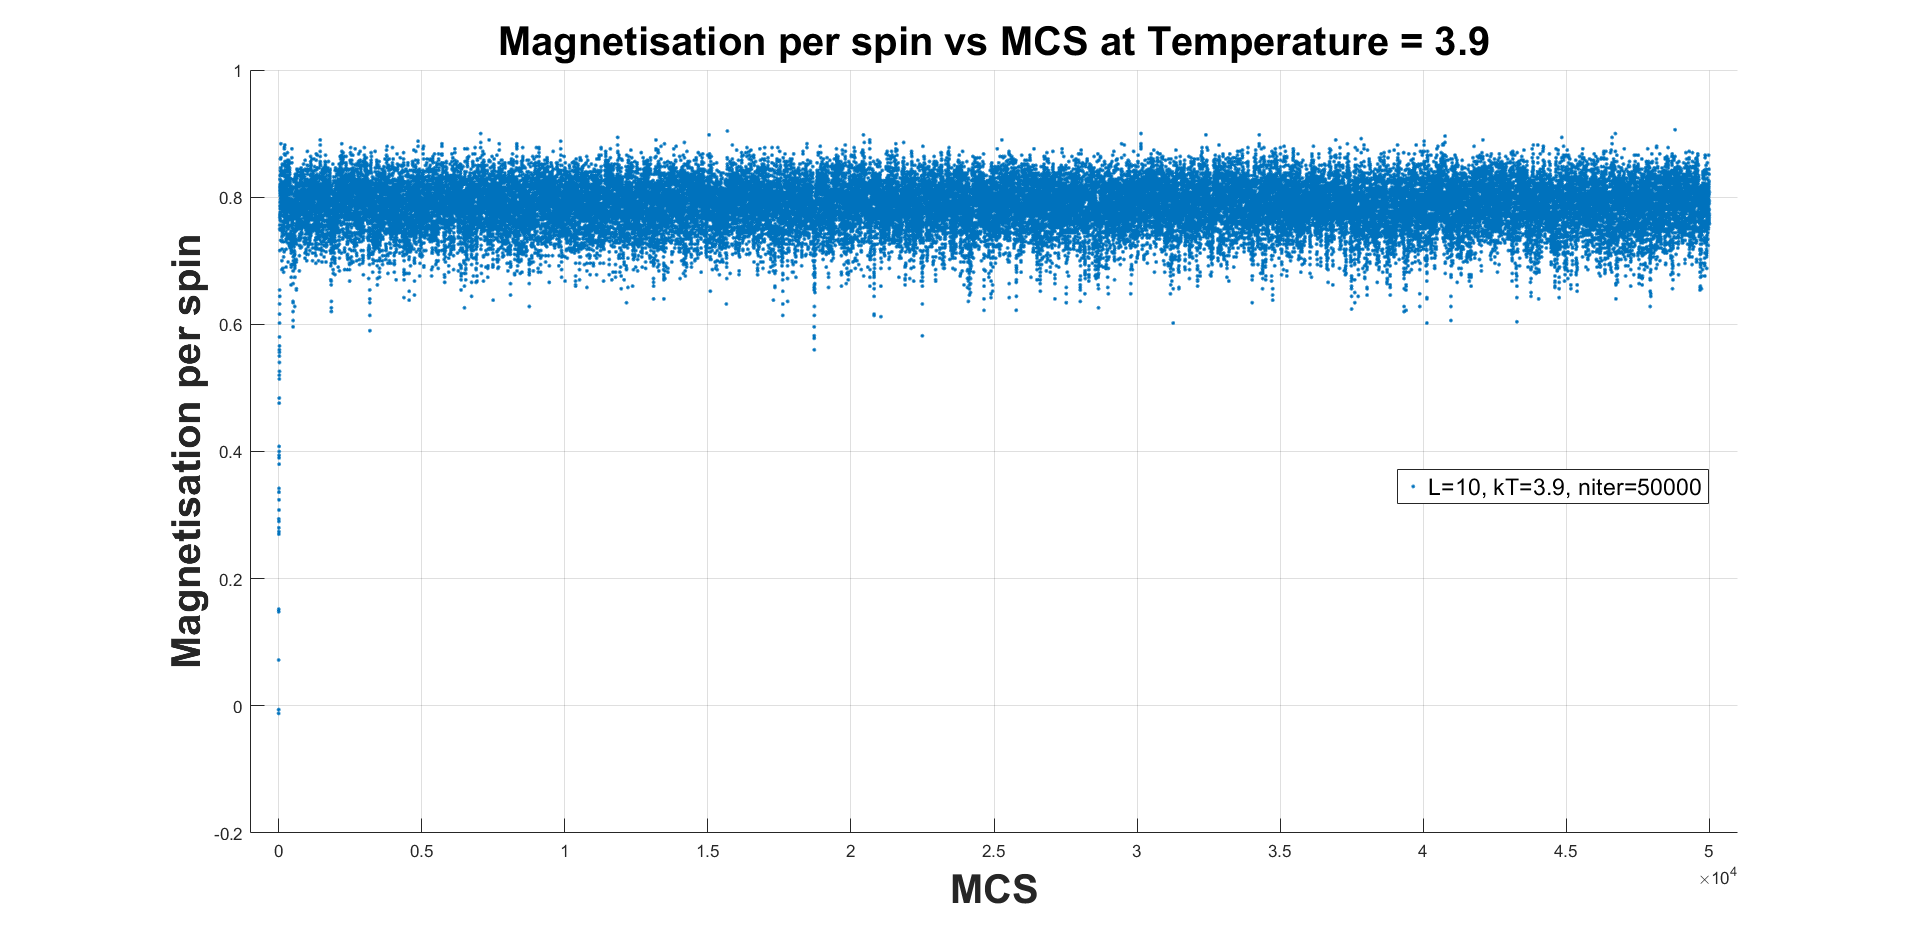 Magnetisation per spin vs MCS at Temperature = 3.9
Magnetisation per spin
1
0.8
0.6
0.4
0.2
0
-0.2
L=10, kT=3.9, niter=50000
0 0.5 1 1.5 2 2.5 3 3.5 4 4.5 5
×10⁴
MCS